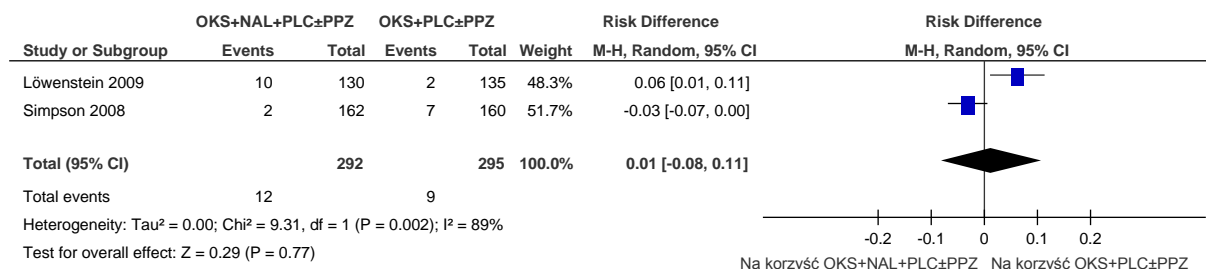 OKS+NAL+PLC±PPZ OKS+PLC±PPZ Risk Difference Risk Difference
Study or Subgroup Events Total Events Total Weight M-H, Random, 95% CI M-H, Random, 95% CI
Löwenstein 2009 10 130 2 135 48.3% 0.06 [0.01, 0.11]
Simpson 2008 2 162 7 160 51.7% -0.03 [-0.07, 0.00]
Total (95% CI) 292 295 100.0% 0.01 [-0.08, 0.11]
Total events 12 9
Heterogeneity: Tau² = 0.00; Chi² = 9.31, df = 1 (P = 0.002); I² = 89%
Test for overall effect: Z = 0.29 (P = 0.77)
-0.2 -0.1 0 0.1 0.2
Na korzyść OKS+NAL+PLC±PPZ Na korzyść OKS+PLC±PPZ